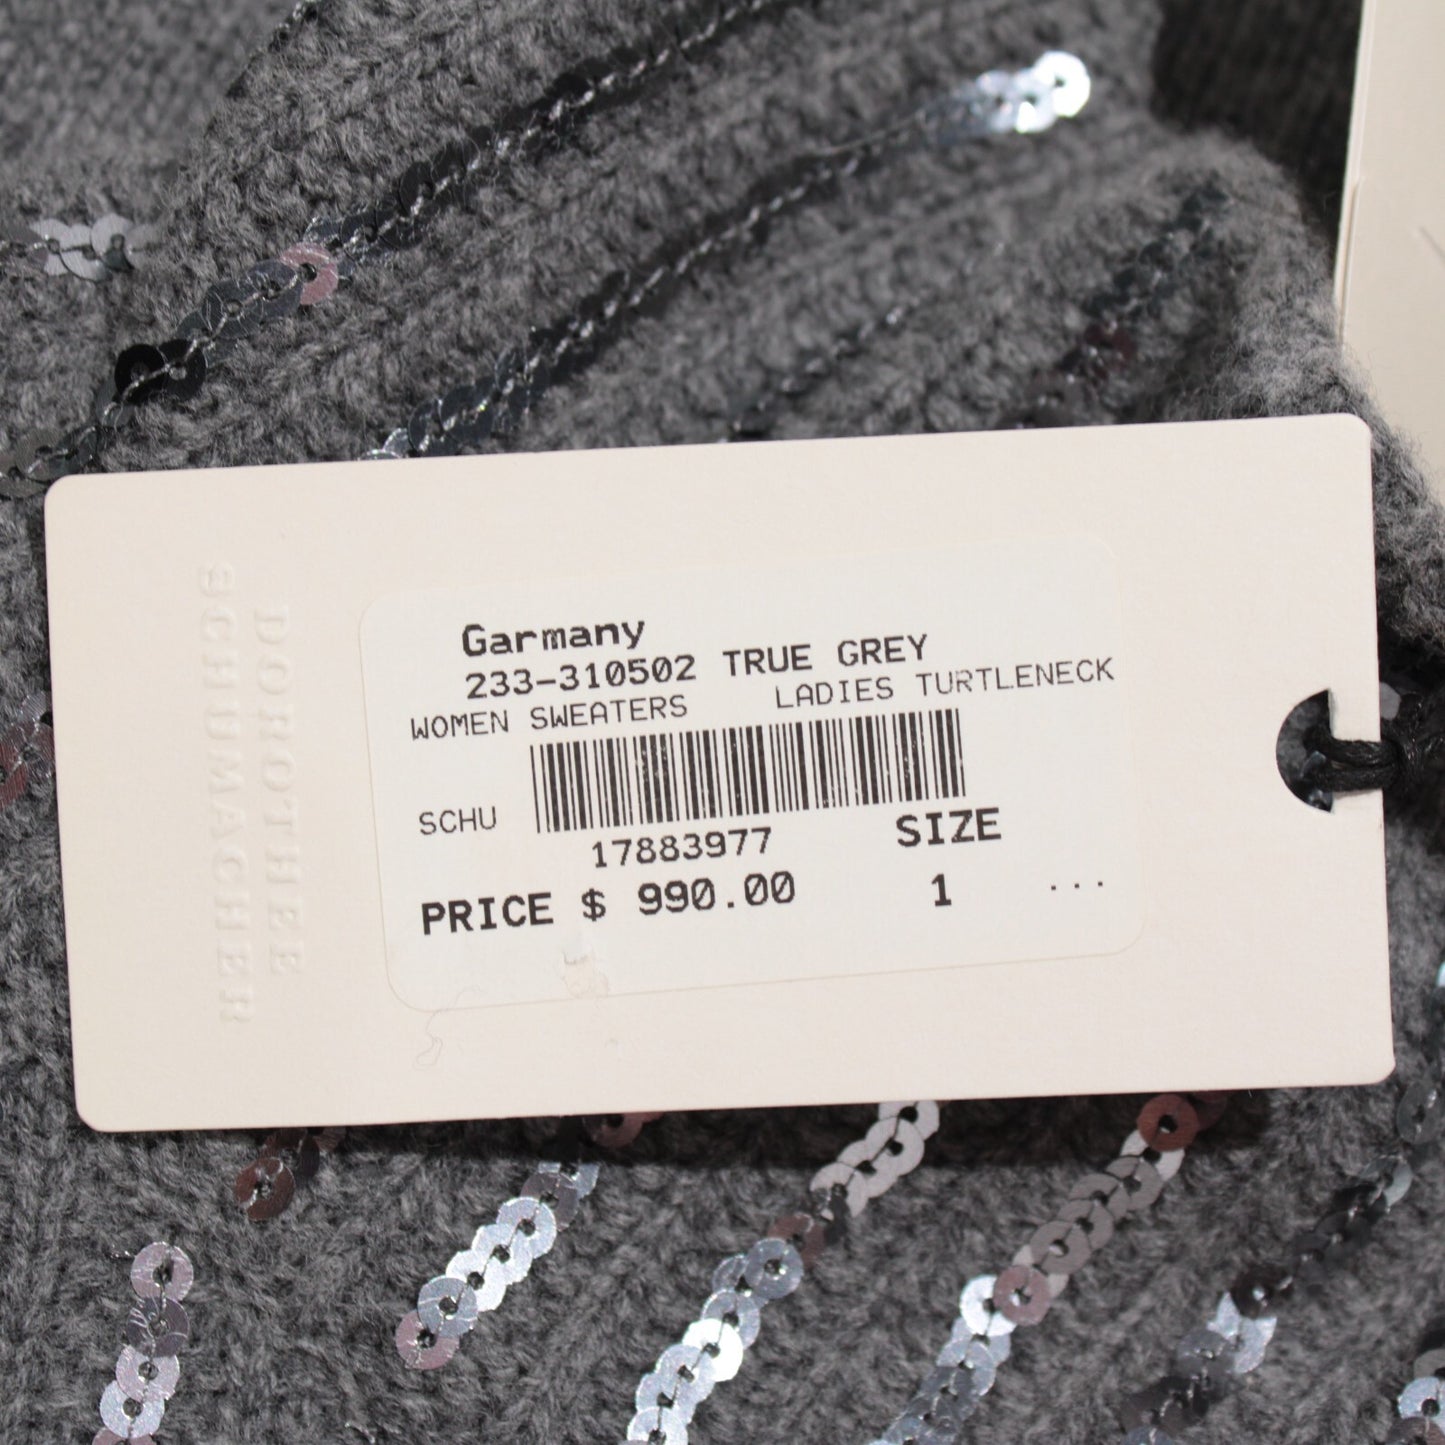 DOROTHEE
SCHUMACHER
Garmany
233-310502 TRUE GREY
WOMEN SWEATERS LADIES TURTLENECK
SCHU
17883977
SIZE
PRICE $ 990.00 1 ...